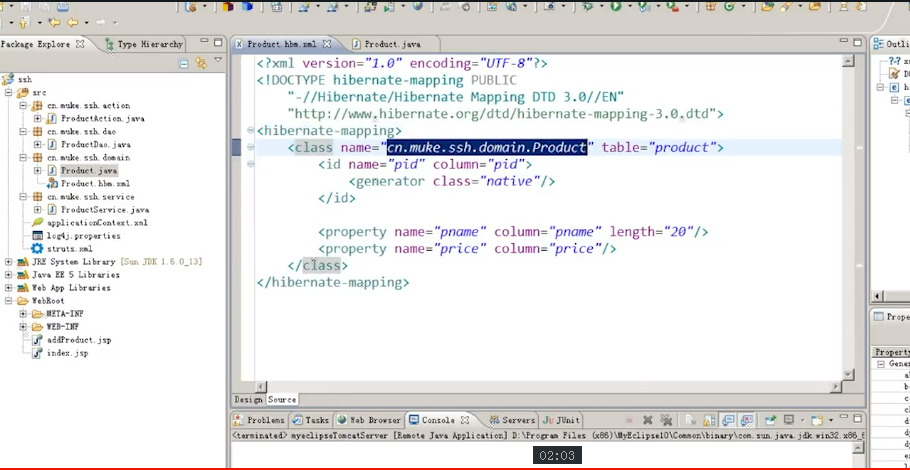 Package Explore
Type Hierarchy
ssh
src
cn.muke.ssh.action
ProductAction.java
cn.muke.ssh.dao
ProductDao.java
cn.muke.ssh.domain
Product.java
Product.hbm.xml
cn.muke.ssh.service
ProductService.java
applicationContext.xml
log4j.properties
struts.xml
JRE System Library [Sun JDK 1.6.0_13]
Java EE 5 Libraries
Web App Libraries
WebRoot
META-INF
WEB-INF
addProduct.jsp
index.jsp
Product.hbm.xml
Product.java
<?xml version="1.0" encoding="UTF-8"?>
<!DOCTYPE hibernate-mapping PUBLIC
"-//Hibernate/Hibernate Mapping DTD 3.0//EN"
"http://www.hibernate.org/dtd/hibernate-mapping-3.0.dtd">
<hibernate-mapping>
<class name="cn.muke.ssh.domain.Product" table="product">
<id name="pid" column="pid">
<generator class="native"/>
</id>
<property name="pname" column="pname" length="20"/>
<property name="price" column="price"/>
</class>
</hibernate-mapping>
Design
Source
Problems
Tasks
Web Browser
Console
Servers
JUnit
<terminated> myeclipseTomcatServer [Remote Java Application] D:\Program Files (x86)\MyEclipse10\Common\binary\com.sun.java.jdk.win32.x86_6
02:03
Outli
Prope
Property
Gener